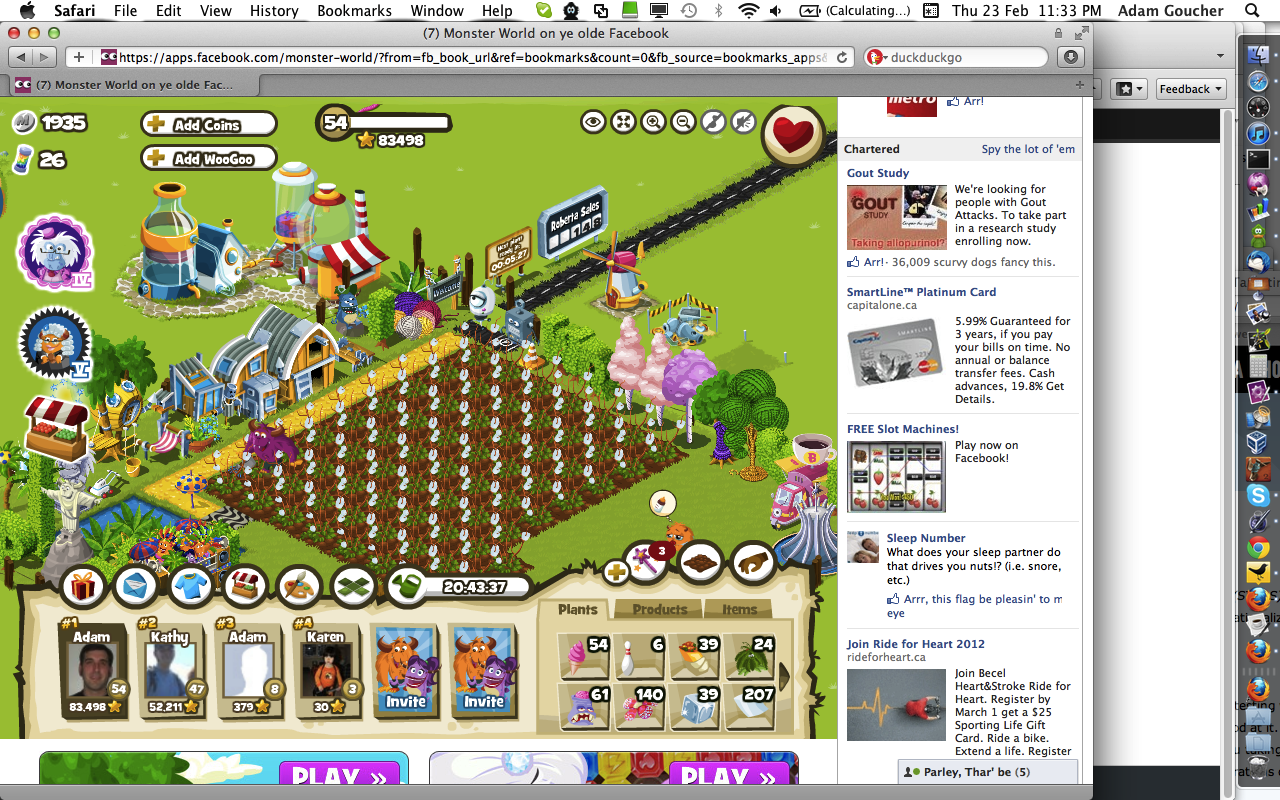 Safari File Edit View History Bookmarks Window Help (Calculating...) Thu 23 Feb 11:33 PM Adam Goucher
(7) Monster World on ye olde Facebook
https://apps.facebook.com/monster-world/?from=fb_book_url&ref=bookmarks&count=0&fb_source=bookmarks_apps&
duckduckgo
(7) Monster World on ye olde Fac...
Feedback
1935
Add Coins
54
83498
26
Add WooGoo
IV
V
Roberta Sales
00:05:27
metro
Arr!
Chartered
Spy the lot of 'em
Gout Study
GOUT
STUDY
Taking allopurinol?
We're looking for
people with Gout
Attacks. To take part
in a research study
enrolling now.
Arr! · 36,009 scurvy dogs fancy this.
SmartLine™ Platinum Card
capitalone.ca
5.99% Guaranteed for
3 years, if you pay
your bills on time. No
annual or balance
transfer fees. Cash
advances, 19.8% Get
Details.
FREE Slot Machines!
Play now on
Facebook!
Sleep Number
What does your sleep partner do
that drives you nuts!? (i.e. snore,
etc.)
Arrr, this flag be pleasin' to m
eye
Join Ride for Heart 2012
rideforheart.ca
Join Becel
Heart&Stroke Ride for
Heart. Register by
March 1 get a $25
Sporting Life Gift
Card. Ride a bike.
Extend a life. Register
Parley, Thar' be (5)
B
3
20:43:37
Plants Products Items
#1 Adam 54 83,498
#2 Kathy 47 52,211
#3 Adam 8 379
#4 Karen 3 30
Invite
Invite
54 6 39 24
61 140 39 207
PLAY »
PLAY »